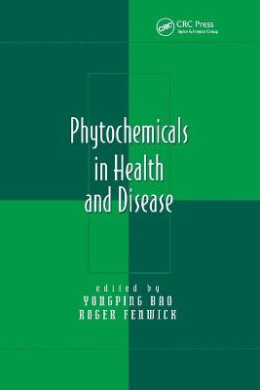 CRC Press
Taylor & Francis Group
Phytochemicals
in Health
and Disease
edited by
YONGPING BAO
ROGER FENWICK